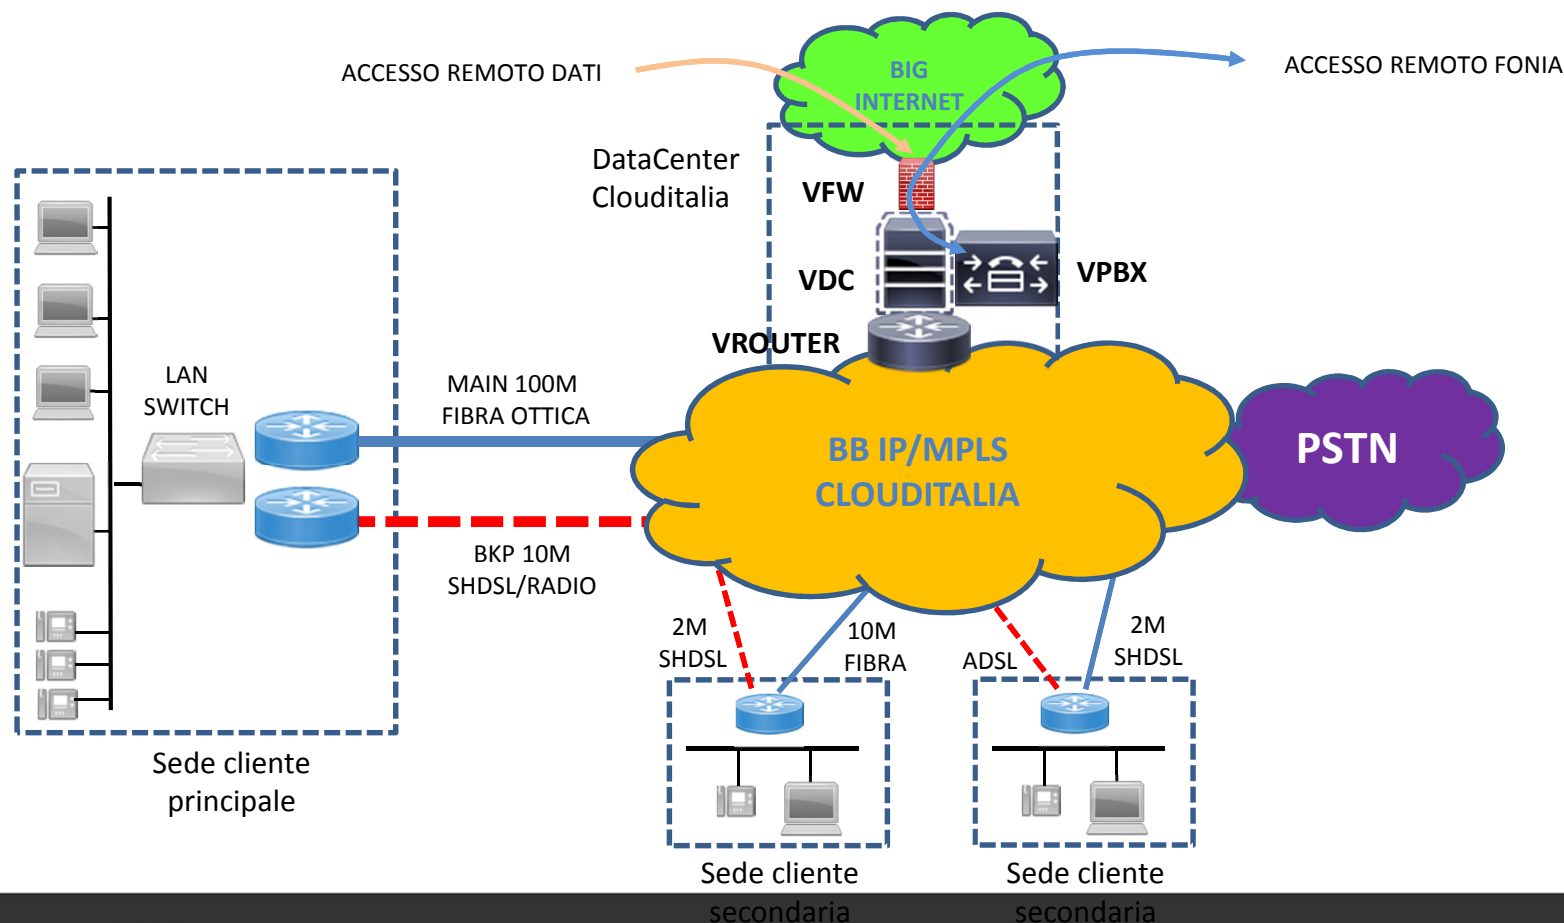 BIG
INTERNET
ACCESSO REMOTO DATI
ACCESSO REMOTO FONIA
DataCenter
Clouditalia
VFW
VDC
VPBX
VROUTER
LAN
SWITCH
MAIN 100M
FIBRA OTTICA
BB IP/MPLS
CLOUDITALIA
PSTN
BKP 10M
SHDSL/RADIO
2M
SHDSL
10M
FIBRA
ADSL
2M
SHDSL
Sede cliente
principale
Sede cliente
secondaria
Sede cliente
secondaria